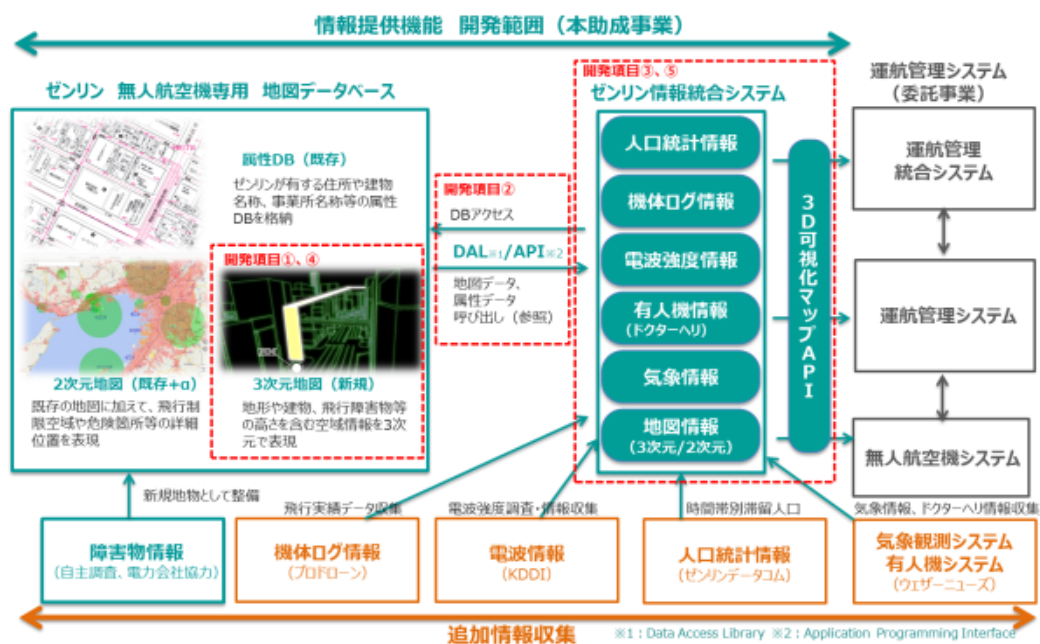 情報提供機能 開発範囲（本助成事業）
ゼンリン 無人航空機専用 地図データベース
属性DB（既存）
ゼンリンが有する住所や建物
名称、事業所名称等の属性
DBを格納
開発項目①、④
2次元地図（既存+α）
既存の地図に加えて、飛行制
限空域や危険箇所等の詳細
位置を表現
3次元地図（新規）
地形や建物、飛行障害物等
の高さを含む空域情報を3次
元で表現
開発項目②
DBアクセス
DAL※1/API※2
地図データ、
属性データ
呼び出し（参照）
開発項目③、⑤
ゼンリン情報統合システム
人口統計情報
機体ログ情報
電波強度情報
有人機情報
（ドクターヘリ）
気象情報
地図情報
（3次元/2次元）
3D可視化マップAPI
運航管理システム
（委託事業）
運航管理
統合システム
運航管理システム
無人航空機システム
新規地物として整備
飛行実績データ収集
電波強度調査・情報収集
時間帯別滞留人口
気象情報、ドクターヘリ情報収集
障害物情報
（自主調査、電力会社協力）
機体ログ情報
（プロドローン）
電波情報
（KDDI）
人口統計情報
（ゼンリンデータコム）
気象観測システム
有人機システム
（ウェザーニューズ）
追加情報収集
※1：Data Access Library ※2：Application Programming Interface